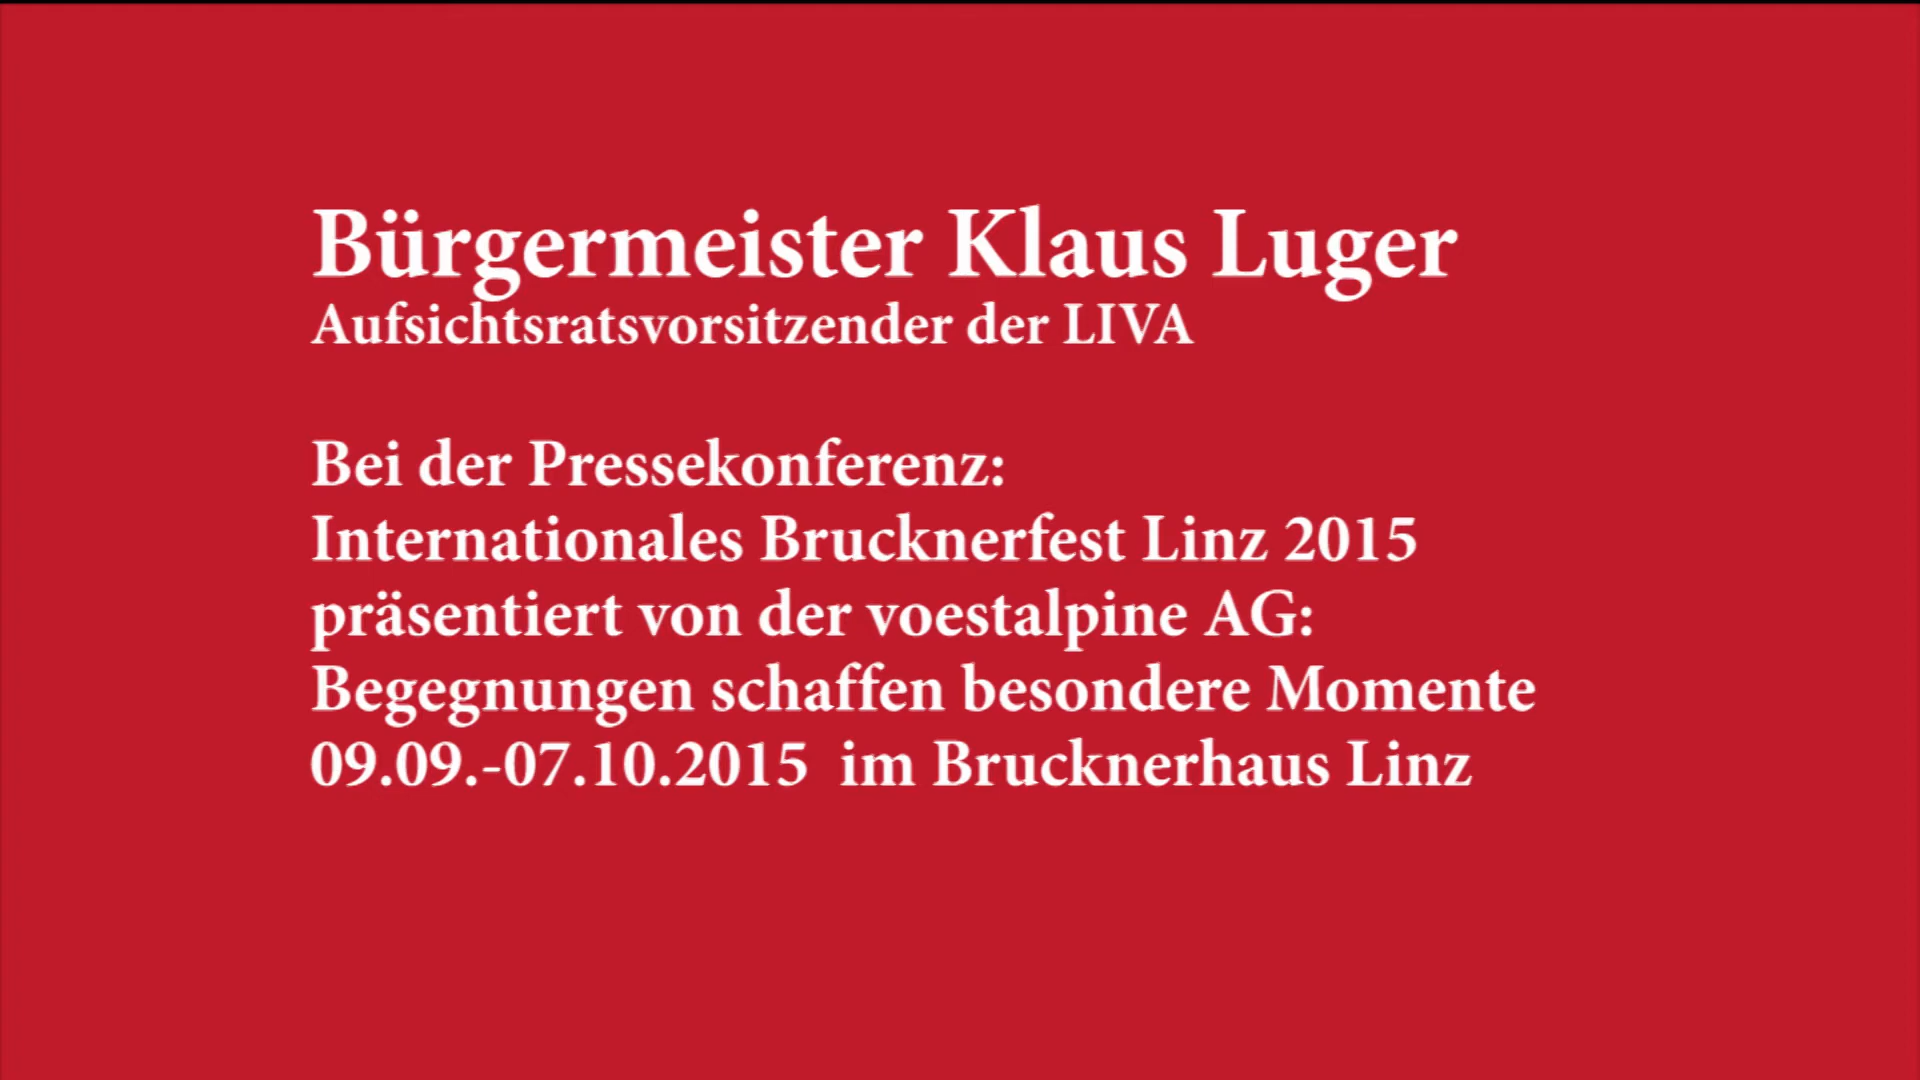 Bürgermeister Klaus Luger
Aufsichtsratsvorsitzender der LIVA
Bei der Pressekonferenz:
Internationales Brucknerfest Linz 2015
präsentiert von der voestalpine AG:
Begegnungen schaffen besondere Momente
09.09.-07.10.2015 im Brucknerhaus Linz